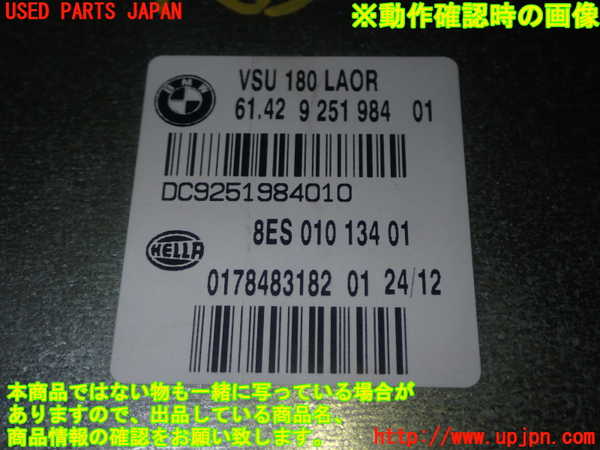 USED PARTS JAPAN
※動作確認時の画像
BMW
VSU 180 LAOR
61.42 9 251 984 01
DC9251984010
8ES 010 134 01
HELLA
0178483182 01 24/12
本商品ではない物も一緒に写っている場合が
ありますので、出品している商品名、
商品情報の確認をお願い致します。
http://www.upjpn.com